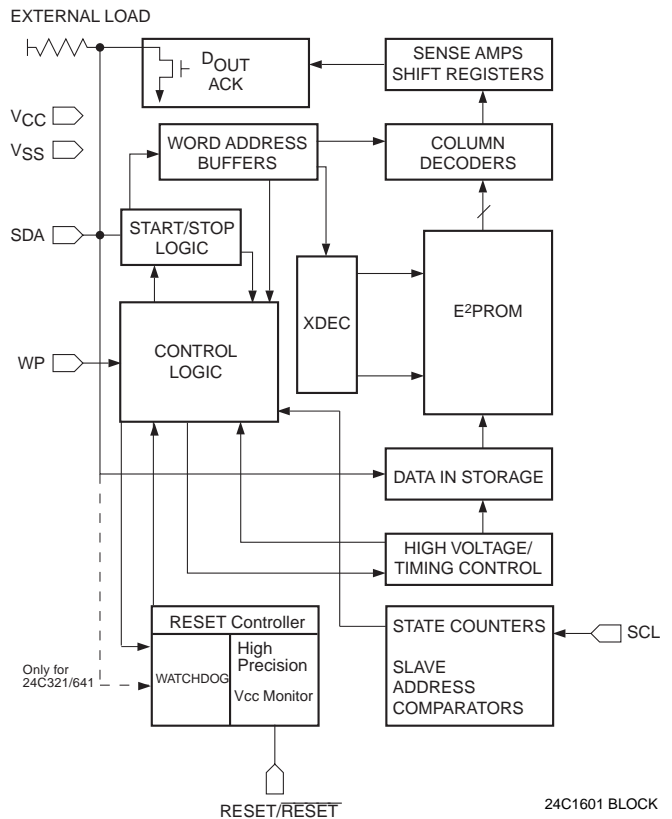 EXTERNAL LOAD
DOUT
ACK
SENSE AMPS
SHIFT REGISTERS
VCC
WORD ADDRESS
BUFFERS
COLUMN
DECODERS
VSS
SDA
START/STOP
LOGIC
XDEC
E²PROM
WP
CONTROL
LOGIC
DATA IN STORAGE
HIGH VOLTAGE/
TIMING CONTROL
RESET Controller
WATCHDOG
High
Precision
Vcc Monitor
STATE COUNTERS
SLAVE
ADDRESS
COMPARATORS
SCL
Only for
24C321/641
RESET/RESET
24C1601 BLOCK